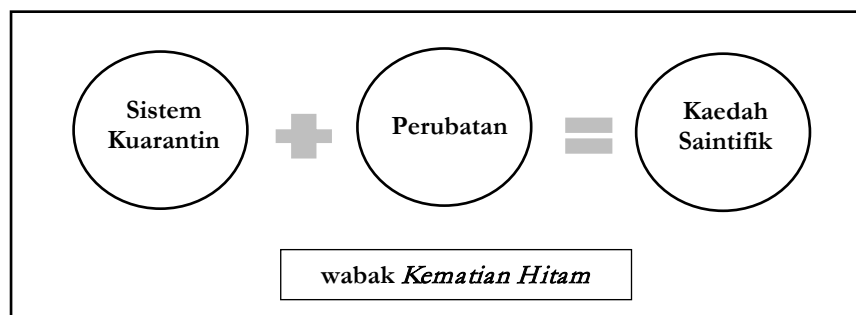 Sistem
Kuarantin
Perubatan
Kaedah
Saintifik
wabak Kematian Hitam